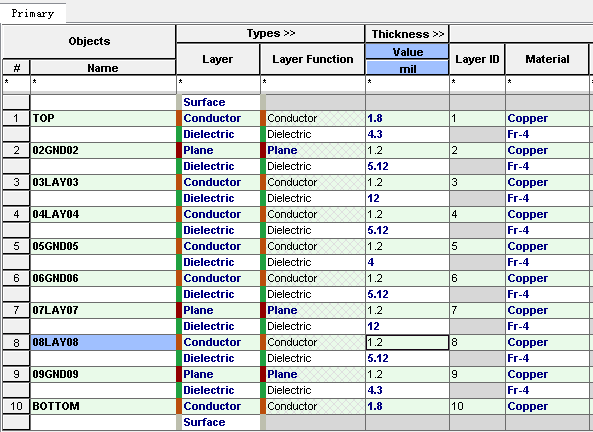 Primary
Objects Types >> Thickness >>
Layer Layer Function Value Layer ID Material
# Name mil
* * * * * * *
Surface
1 TOP Conductor Conductor 1.8 1 Copper
Dielectric Dielectric 4.3 Fr-4
2 02GND02 Plane Plane 1.2 2 Copper
Dielectric Dielectric 5.12 Fr-4
3 03LAY03 Conductor Conductor 1.2 3 Copper
Dielectric Dielectric 12 Fr-4
4 04LAY04 Conductor Conductor 1.2 4 Copper
Dielectric Dielectric 5.12 Fr-4
5 05GND05 Conductor Conductor 1.2 5 Copper
Dielectric Dielectric 4 Fr-4
6 06GND06 Conductor Conductor 1.2 6 Copper
Dielectric Dielectric 5.12 Fr-4
7 07LAY07 Plane Plane 1.2 7 Copper
Dielectric Dielectric 12 Fr-4
8 08LAY08 Conductor Conductor 1.2 8 Copper
Dielectric Dielectric 5.12 Fr-4
9 09GND09 Plane Plane 1.2 9 Copper
Dielectric Dielectric 4.3 Fr-4
10 BOTTOM Conductor Conductor 1.8 10 Copper
Surface